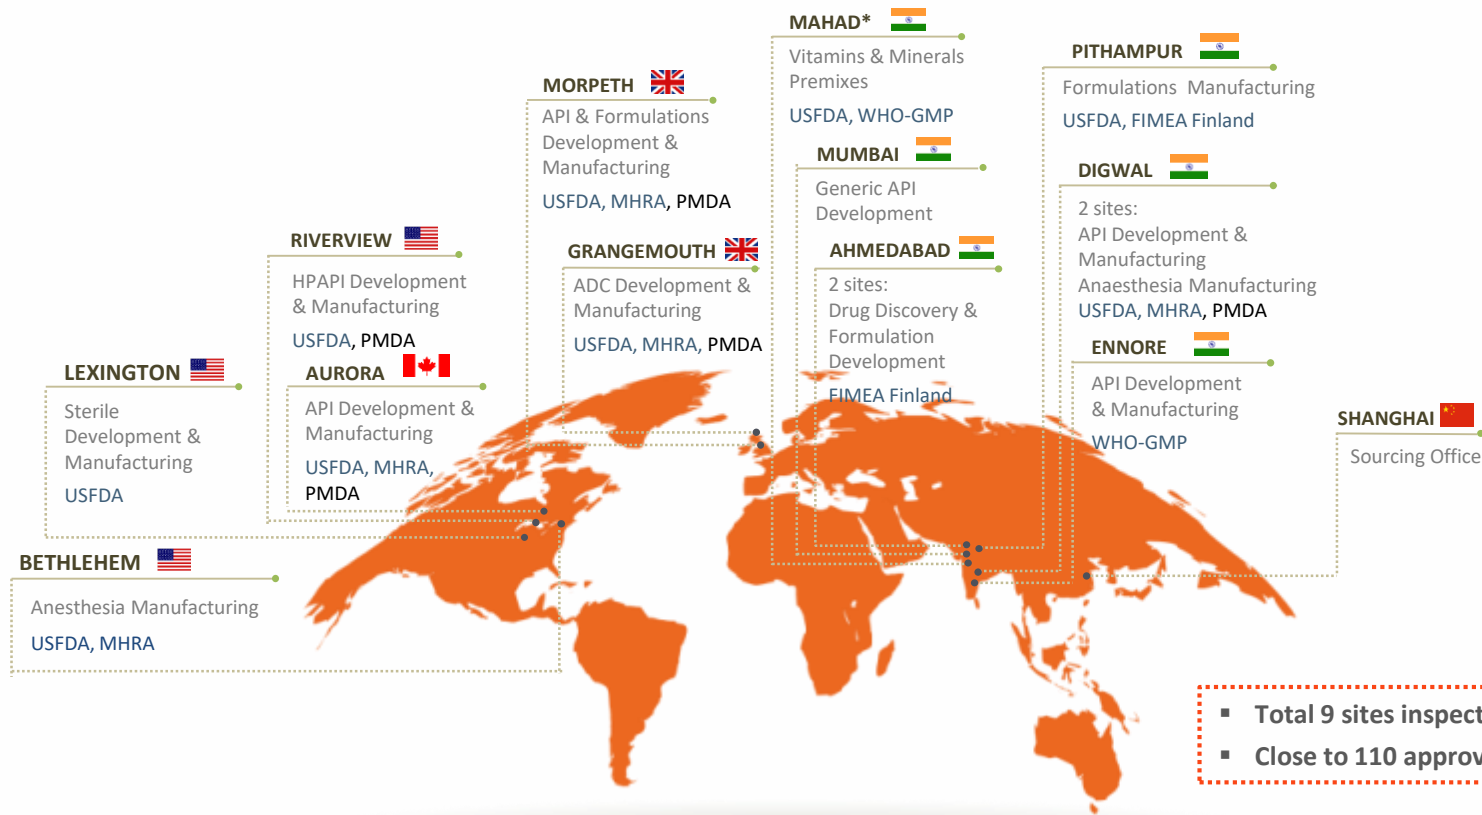 MAHAD*
Vitamins & Minerals
Premixes
USFDA, WHO-GMP
PITHAMPUR
Formulations Manufacturing
USFDA, FIMEA Finland
MORPETH
API & Formulations
Development &
Manufacturing
USFDA, MHRA, PMDA
MUMBAI
Generic API
Development
DIGWAL
2 sites:
API Development &
Manufacturing
Anaesthesia Manufacturing
USFDA, MHRA, PMDA
RIVERVIEW
HPAPI Development
& Manufacturing
USFDA, PMDA
GRANGEMOUTH
ADC Development &
Manufacturing
USFDA, MHRA, PMDA
AHMEDABAD
2 sites:
Drug Discovery &
Formulation
Development
FIMEA Finland
ENNORE
API Development
& Manufacturing
WHO-GMP
LEXINGTON
Sterile
Development &
Manufacturing
USFDA
AURORA
API Development &
Manufacturing
USFDA, MHRA,
PMDA
SHANGHAI
Sourcing Office
BETHLEHEM
Anesthesia Manufacturing
USFDA, MHRA
▪ Total 9 sites inspect
▪ Close to 110 approv